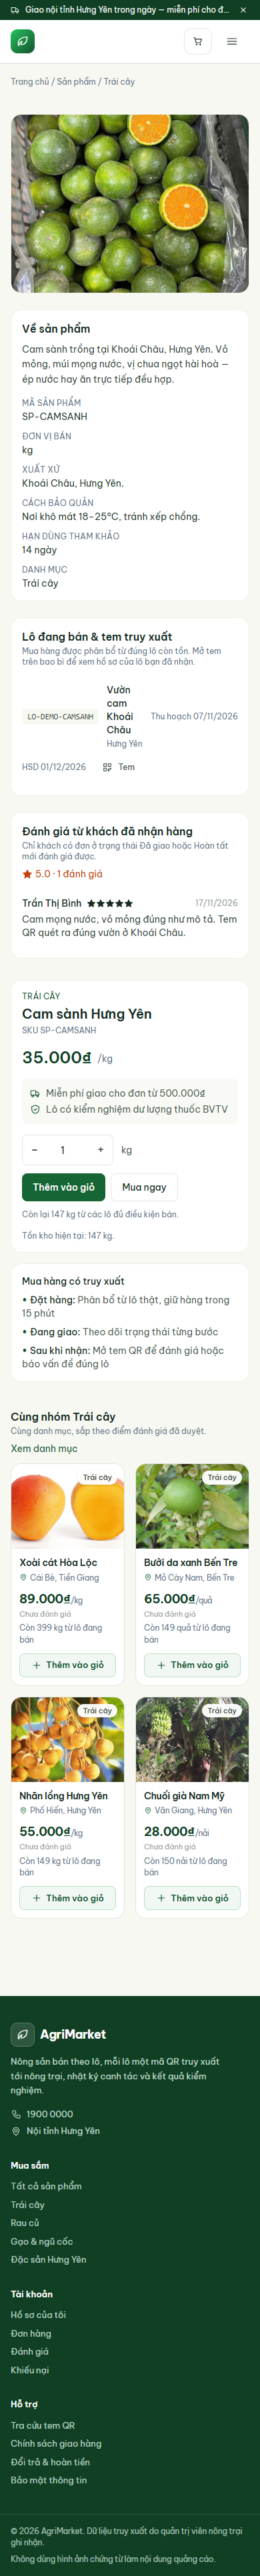 Giao nội tỉnh Hưng Yên trong ngày — miễn phí cho đ...
Trang chủ / Sản phẩm / Trái cây
Về sản phẩm
Cam sành trồng tại Khoái Châu, Hưng Yên. Vỏ
mỏng, múi mọng nước, vị chua ngọt hài hoà —
ép nước hay ăn trực tiếp đều hợp.
MÃ SẢN PHẨM
SP-CAMSANH
ĐƠN VỊ BÁN
kg
XUẤT XỨ
Khoái Châu, Hưng Yên.
CÁCH BẢO QUẢN
Nơi khô mát 18–25°C, tránh xếp chồng.
HẠN DÙNG THAM KHẢO
14 ngày
DANH MỤC
Trái cây
Lô đang bán & tem truy xuất
Mua hàng được phân bổ từ đúng lô còn tồn. Mở tem
trên bao bì để xem hồ sơ của lô bạn đã nhận.
LO-DEMO-CAMSANH
Vườn
cam
Khoái
Châu
Hưng Yên
Thu hoạch 07/11/2026
HSD 01/12/2026
Tem
Đánh giá từ khách đã nhận hàng
Chỉ khách có đơn ở trạng thái Đã giao hoặc Hoàn tất
mới đánh giá được.
★ 5.0 · 1 đánh giá
Trần Thị Bình ★★★★★ 17/11/2026
Cam mọng nước, vỏ mỏng đúng như mô tả. Tem
QR quét ra đúng vườn ở Khoái Châu.
TRÁI CÂY
Cam sành Hưng Yên
SKU SP-CAMSANH
35.000₫ /kg
Miễn phí giao cho đơn từ 500.000₫
Lô có kiểm nghiệm dư lượng thuốc BVTV
− 1 + kg
Thêm vào giỏ
Mua ngay
Còn lại 147 kg từ các lô đủ điều kiện bán.
Tồn kho hiện tại: 147 kg.
Mua hàng có truy xuất
• Đặt hàng: Phân bổ từ lô thật, giữ hàng trong
15 phút
• Đang giao: Theo dõi trạng thái từng bước
• Sau khi nhận: Mở tem QR để đánh giá hoặc
báo vấn đề đúng lô
Cùng nhóm Trái cây
Cùng danh mục, sắp theo điểm đánh giá đã duyệt.
Xem danh mục
Trái cây
Xoài cát Hòa Lộc
Cái Bè, Tiền Giang
89.000₫/kg
Chưa đánh giá
Còn 399 kg từ lô đang
bán
+ Thêm vào giỏ
Trái cây
Bưởi da xanh Bến Tre
Mỏ Cày Nam, Bến Tre
65.000₫/quả
Chưa đánh giá
Còn 149 quả từ lô đang
bán
+ Thêm vào giỏ
Trái cây
Nhãn lồng Hưng Yên
Phố Hiến, Hưng Yên
55.000₫/kg
Chưa đánh giá
Còn 149 kg từ lô đang
bán
+ Thêm vào giỏ
Trái cây
Chuối già Nam Mỹ
Văn Giang, Hưng Yên
28.000₫/nải
Chưa đánh giá
Còn 150 nải từ lô đang
bán
+ Thêm vào giỏ
AgriMarket
Nông sản bán theo lô, mỗi lô một mã QR truy xuất
tới nông trại, nhật ký canh tác và kết quả kiểm
nghiệm.
1900 0000
Nội tỉnh Hưng Yên
Mua sắm
Tất cả sản phẩm
Trái cây
Rau củ
Gạo & ngũ cốc
Đặc sản Hưng Yên
Tài khoản
Hồ sơ của tôi
Đơn hàng
Đánh giá
Khiếu nại
Hỗ trợ
Tra cứu tem QR
Chính sách giao hàng
Đổi trả & hoàn tiền
Bảo mật thông tin
© 2026 AgriMarket. Dữ liệu truy xuất do quản trị viên nông trại
ghi nhận.
Không dùng hình ảnh chứng từ làm nội dung quảng cáo.